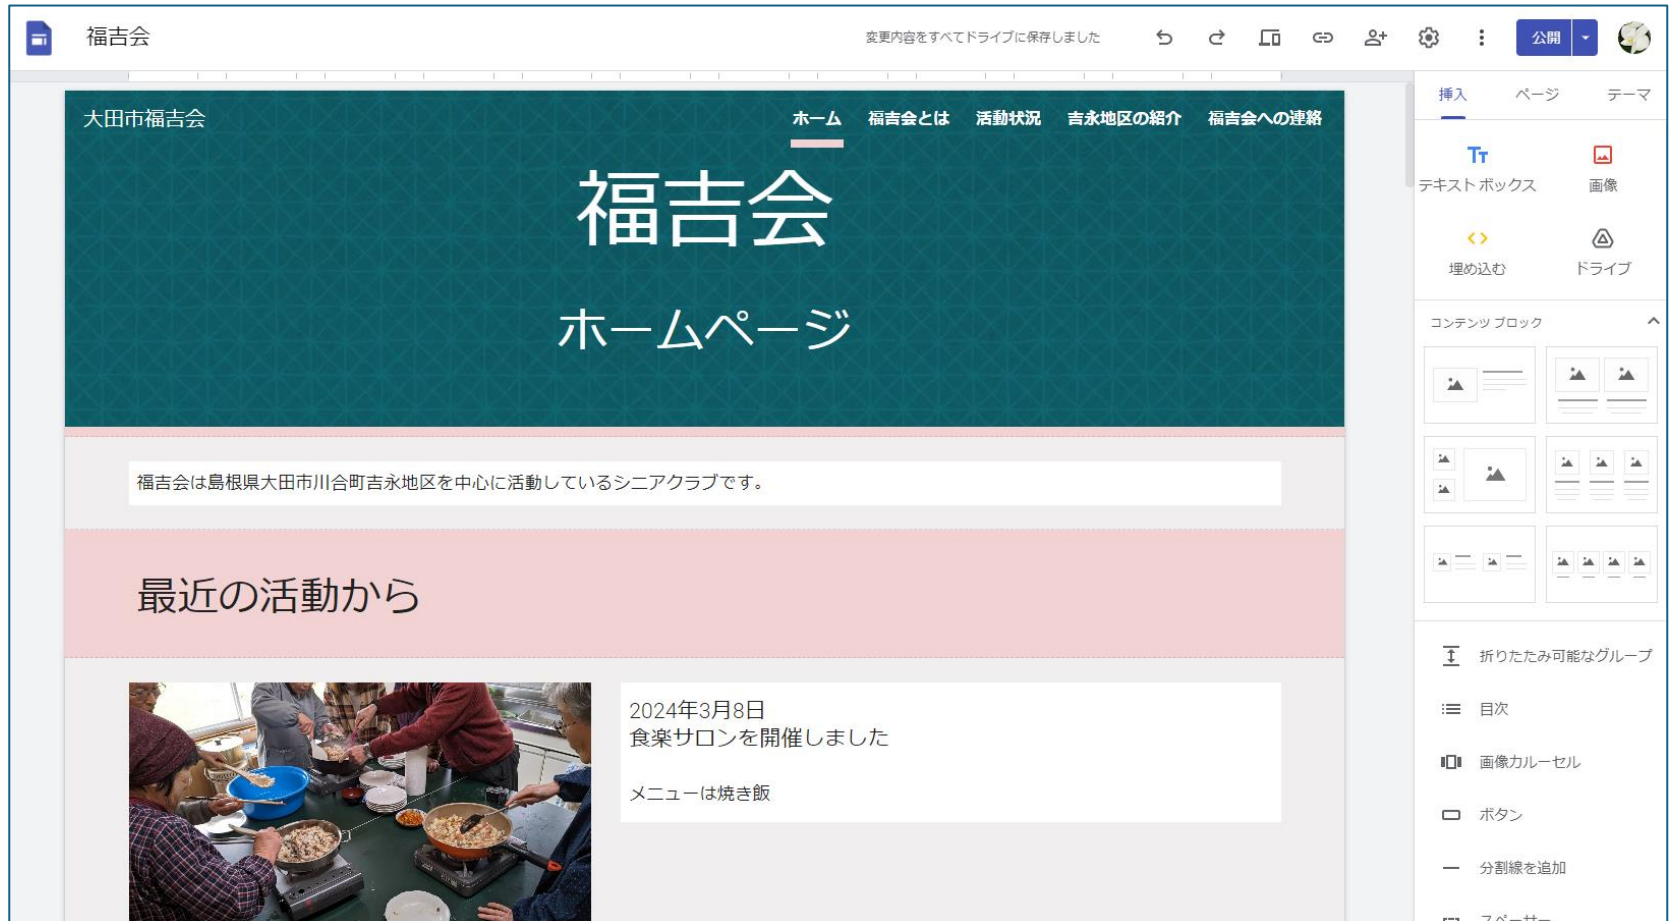 福吉会
変更内容をすべてドライブに保存しました
公開
挿入 ページ テーマ
大田市福吉会
ホーム 福吉会とは 活動状況 吉永地区の紹介 福吉会への連絡
福吉会
ホームページ
福吉会は島根県大田市川合町吉永地区を中心に活動しているシニアクラブです。
最近の活動から
2024年3月8日
食楽サロンを開催しました
メニューは焼き飯
Tт
テキスト ボックス
画像
埋め込む
ドライブ
コンテンツ ブロック
折りたたみ可能なグループ
目次
画像カルーセル
ボタン
分割線を追加
スペーサー